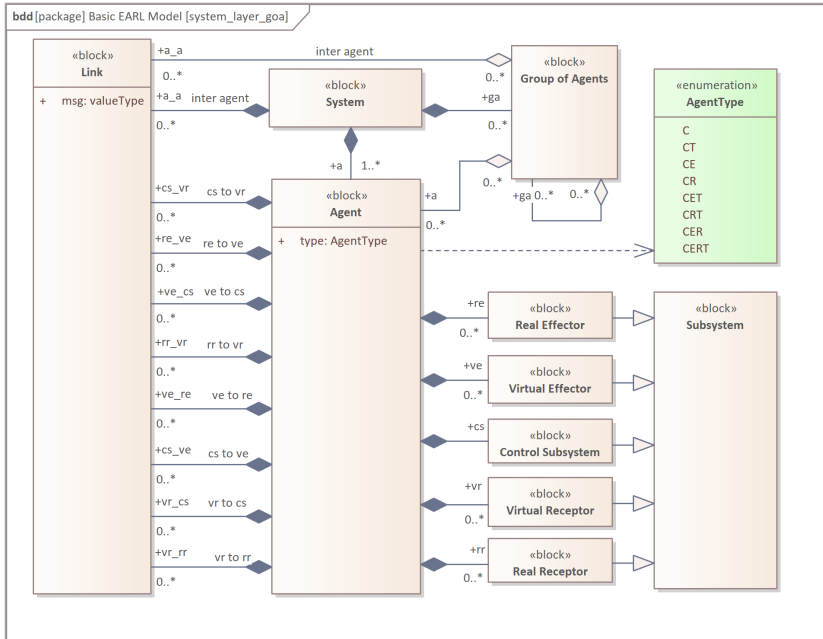 bdd [package] Basic EARL Model [system_layer_goa]
«block»
Link
+ msg: valueType
+a_a
inter agent
0..*
0..*
+a_a
inter agent
0..*
«block»
System
+ga
0..*
«block»
Group of Agents
+a
1..*
+a
0..*
0..*
+ga 0..*
0..*
«enumeration»
AgentType
C
CT
CE
CR
CET
CRT
CER
CERT
«block»
Agent
+ type: AgentType
+cs_vr
cs to vr
0..*
+re_ve
re to ve
0..*
+ve_cs
ve to cs
0..*
+rr_vr
rr to vr
0..*
+ve_re
ve to re
0..*
+cs_ve
cs to ve
0..*
+vr_cs
vr to cs
0..*
+vr_rr
vr to rr
0..*
+re
0..*
«block»
Real Effector
+ve
0..*
«block»
Virtual Effector
+cs
«block»
Control Subsystem
+vr
0..*
«block»
Virtual Receptor
+rr
0..*
«block»
Real Receptor
«block»
Subsystem